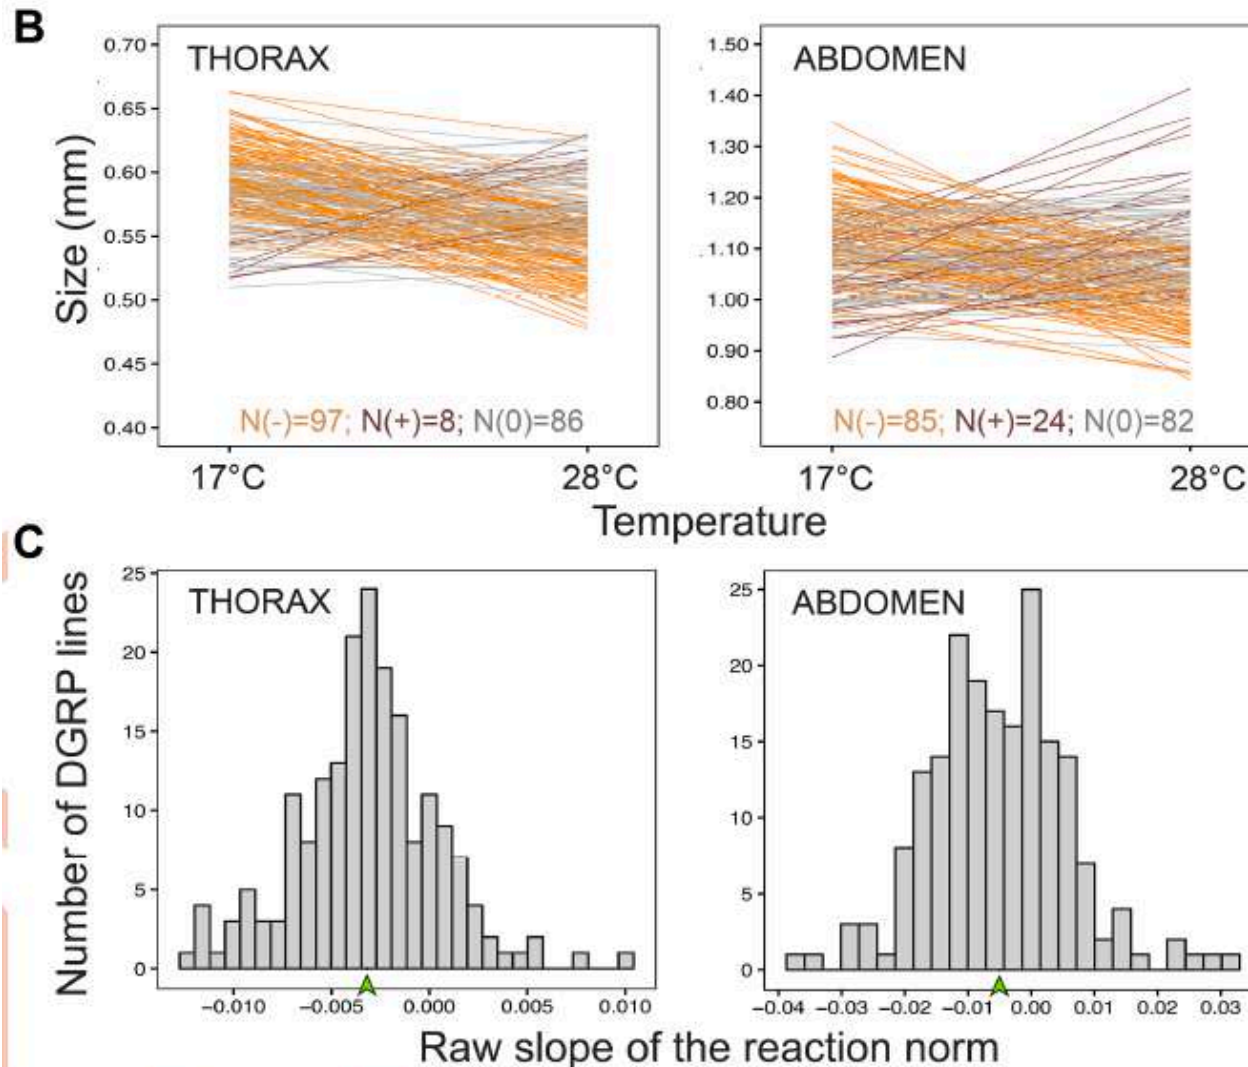 B
THORAX
ABDOMEN
Size (mm)
0.70
0.65
0.60
0.55
0.50
0.45
0.40
N(-)=97; N(+)=8; N(0)=86
17°C
28°C
1.50
1.40
1.30
1.20
1.10
1.00
0.90
0.80
N(-)=85; N(+)=24; N(0)=82
17°C
28°C
Temperature
C
THORAX
ABDOMEN
Number of DGRP lines
25
20
15
10
5
0
−0.010
−0.005
0.000
0.005
0.010
25
20
15
10
5
0
−0.04
−0.03
−0.02
−0.01
0.00
0.01
0.02
0.03
Raw slope of the reaction norm